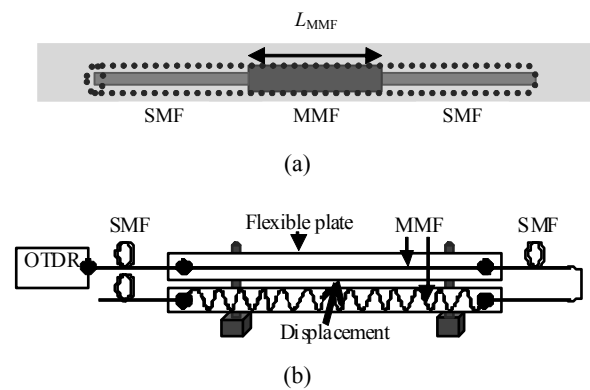 L_MMF
SMF MMF SMF
(a)
SMF Flexible plate MMF SMF
OTDR
Displacement
(b)